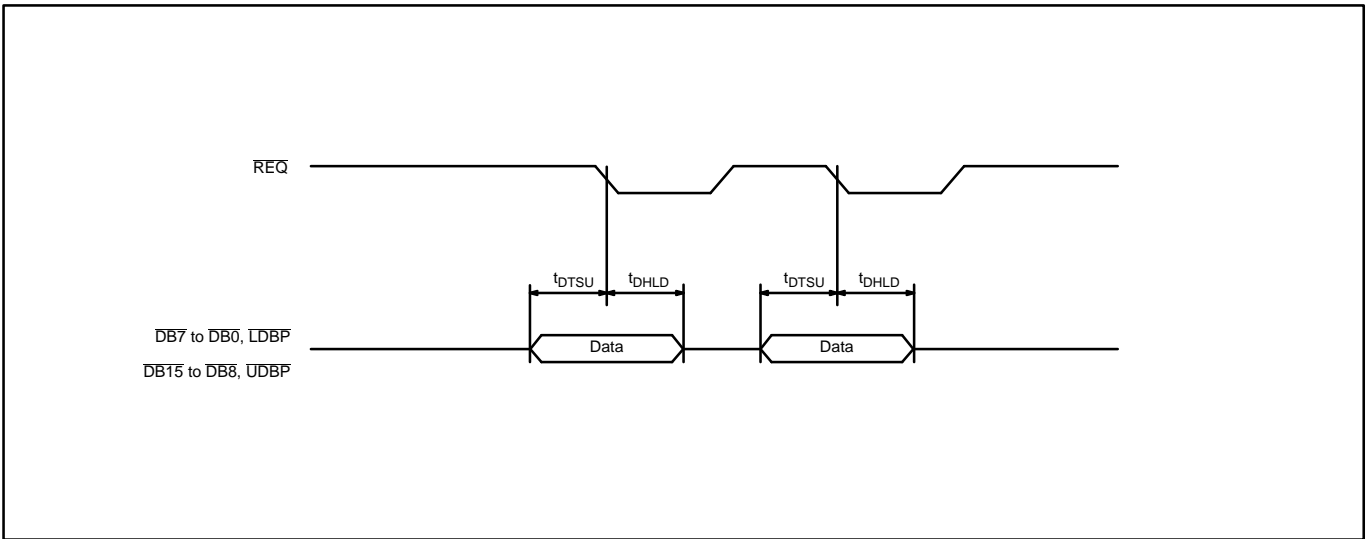 REQ
tDTSU tDHLD tDTSU tDHLD
DB7 to DB0, LDBP
Data Data
DB15 to DB8, UDBP